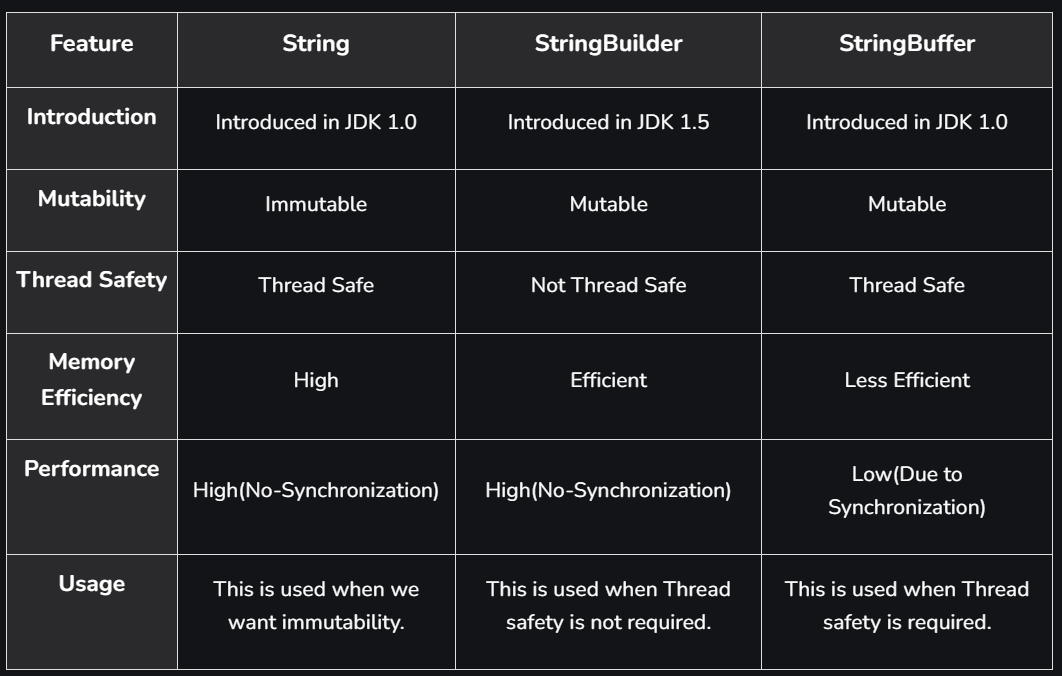 Feature String StringBuilder StringBuffer
Introduction Introduced in JDK 1.0 Introduced in JDK 1.5 Introduced in JDK 1.0
Mutability Immutable Mutable Mutable
Thread Safety Thread Safe Not Thread Safe Thread Safe
Memory
Efficiency
High Efficient Less Efficient
Performance
High(No-Synchronization) High(No-Synchronization)
Low(Due to
Synchronization)
Usage
This is used when we
want immutability.
This is used when Thread
safety is not required.
This is used when Thread
safety is required.